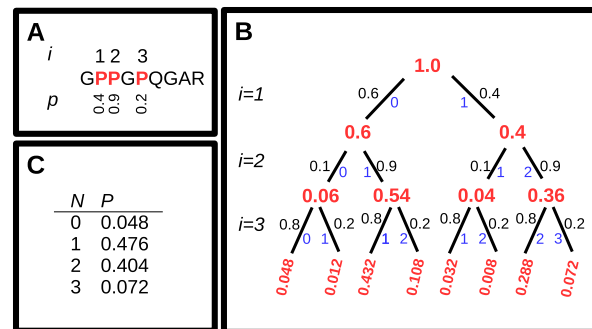 A
i 1 2 3
GPPGPQGAR
p 0.4 0.9 0.2
B
1.0
i=1 0.6 0 1 0.4
0.6 0.4
i=2 0.1 0 1 0.9 0.1 1 2 0.9
0.06 0.54 0.04 0.36
i=3 0.8 0 1 0.2 0.8 1 2 0.2 0.8 1 2 0.2 0.8 2 3 0.2
0.048 0.012 0.432 0.108 0.032 0.008 0.288 0.072
C
N P
0 0.048
1 0.476
2 0.404
3 0.072